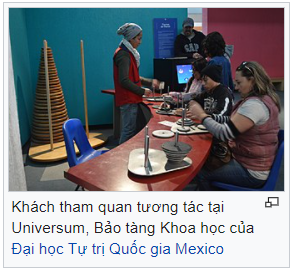 GAP
Khách tham quan tương tác tại
Universum, Bảo tàng Khoa học của
Đại học Tự trị Quốc gia Mexico